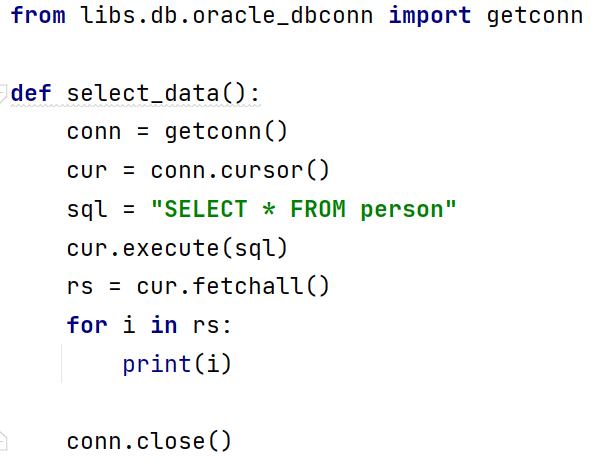 from libs.db.oracle_dbconn import getconn
def select_data():
    conn = getconn()
    cur = conn.cursor()
    sql = "SELECT * FROM person"
    cur.execute(sql)
    rs = cur.fetchall()
    for i in rs:
        print(i)
    conn.close()